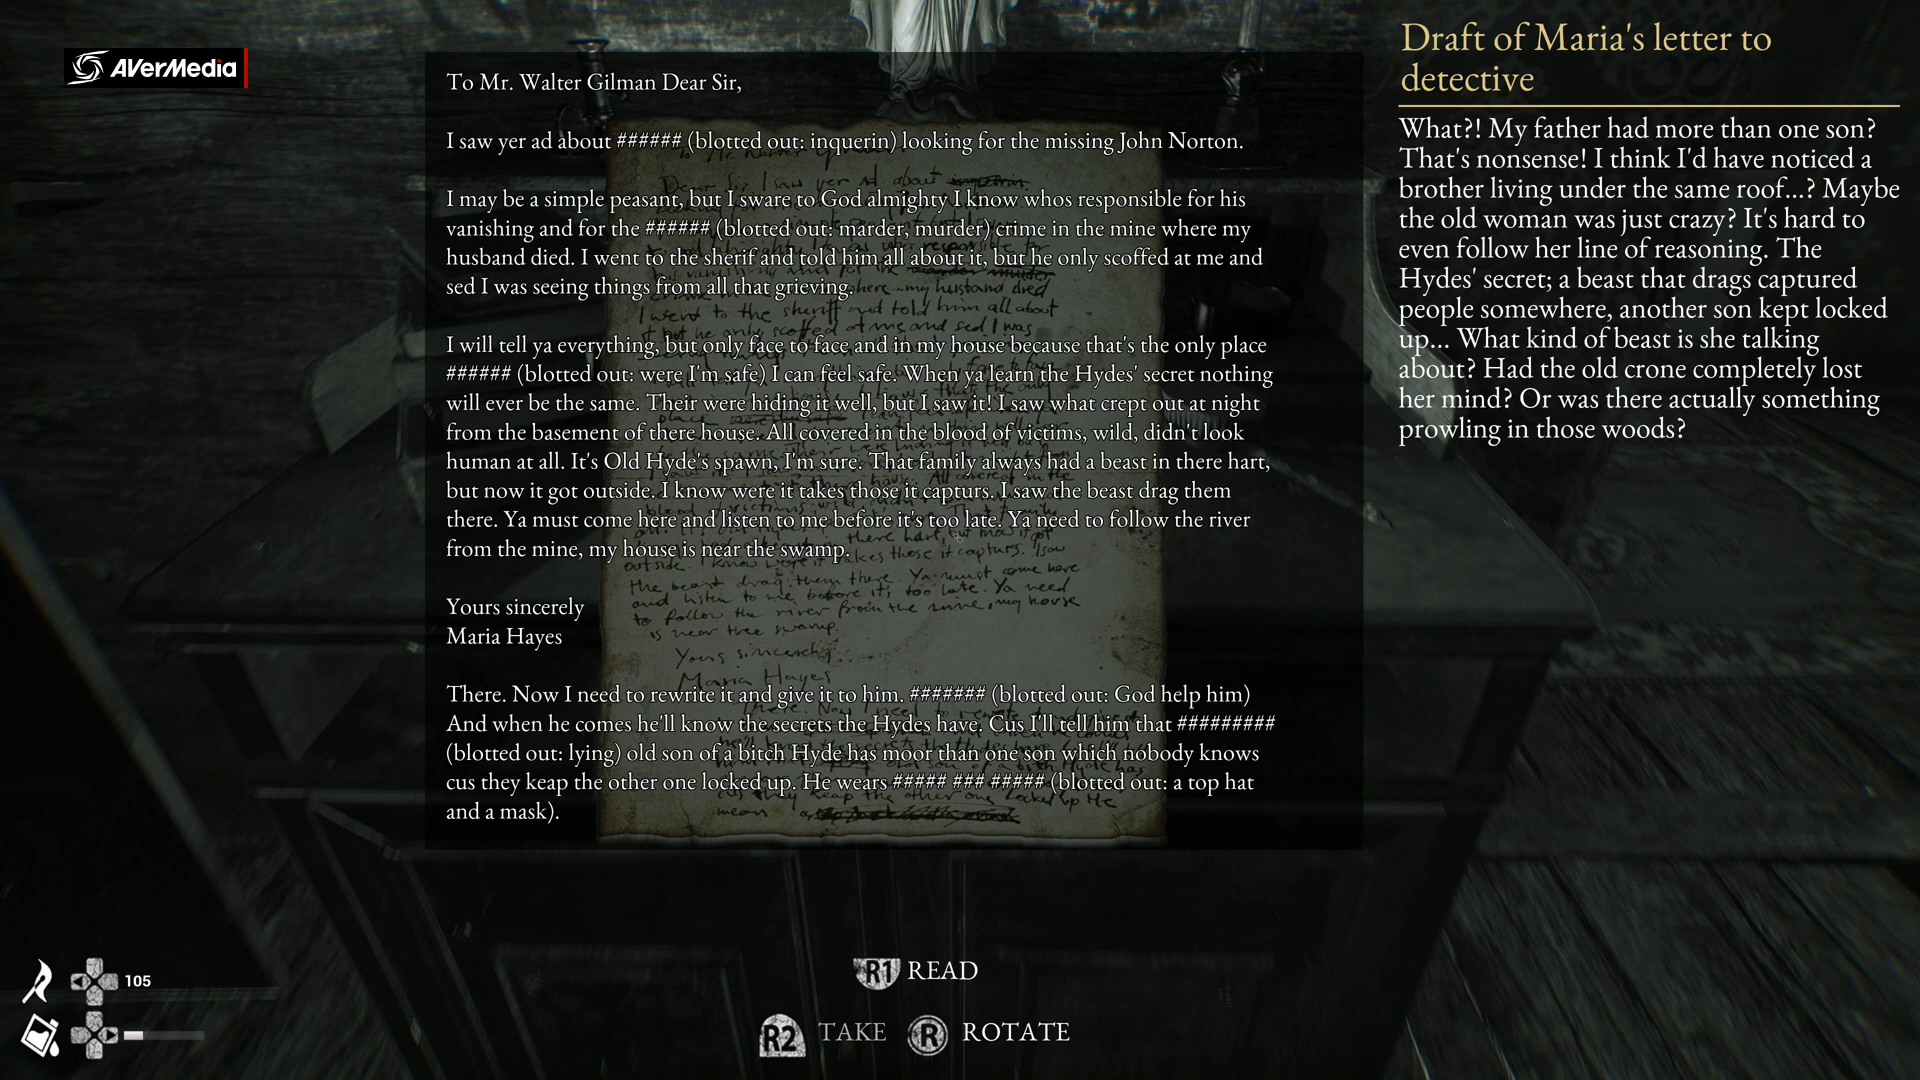 AVerMedia
To Mr. Walter Gilman Dear Sir,
I saw yer ad about ###### (blotted out: inquerin) looking for the missing John Norton.
I may be a simple peasant, but I sware to God almighty I know whos responsible for his
vanishing and for the ###### (blotted out: marder, murder) crime in the mine where my
husband died. I went to the sherif and told him all about it, but he only scoffed at me and
sed I was seeing things from all that grieving.
I will tell ya everything, but only face to face and in my house because that's the only place
###### (blotted out: were I'm safe) I can feel safe. When ya learn the Hydes' secret nothing
will ever be the same. Their were hiding it well, but I saw it! I saw what crept out at night
from the basement of there house. All covered in the blood of victims, wild, didn't look
human at all. It's Old Hyde's spawn, I'm sure. That family always had a beast in there hart,
but now it got outside. I know were it takes those it capturs. I saw the beast drag them
there. Ya must come here and listen to me before it's too late. Ya need to follow the river
from the mine, my house is near the swamp.
Yours sincerely
Maria Hayes
There. Now I need to rewrite it and give it to him. ####### (blotted out: God help him)
And when he comes he'll know the secrets the Hydes have. Cus I'll tell him that #########
(blotted out: lying) old son of a bitch Hyde has moor than one son which nobody knows
cus they keap the other one locked up. He wears ##### ### ##### (blotted out: a top hat
and a mask).
Draft of Maria's letter to
detective
What?! My father had more than one son?
That's nonsense! I think I'd have noticed a
brother living under the same roof...? Maybe
the old woman was just crazy? It's hard to
even follow her line of reasoning. The
Hydes' secret; a beast that drags captured
people somewhere, another son kept locked
up... What kind of beast is she talking
about? Had the old crone completely lost
her mind? Or was there actually something
prowling in those woods?
105
R1 READ
R2 TAKE R ROTATE